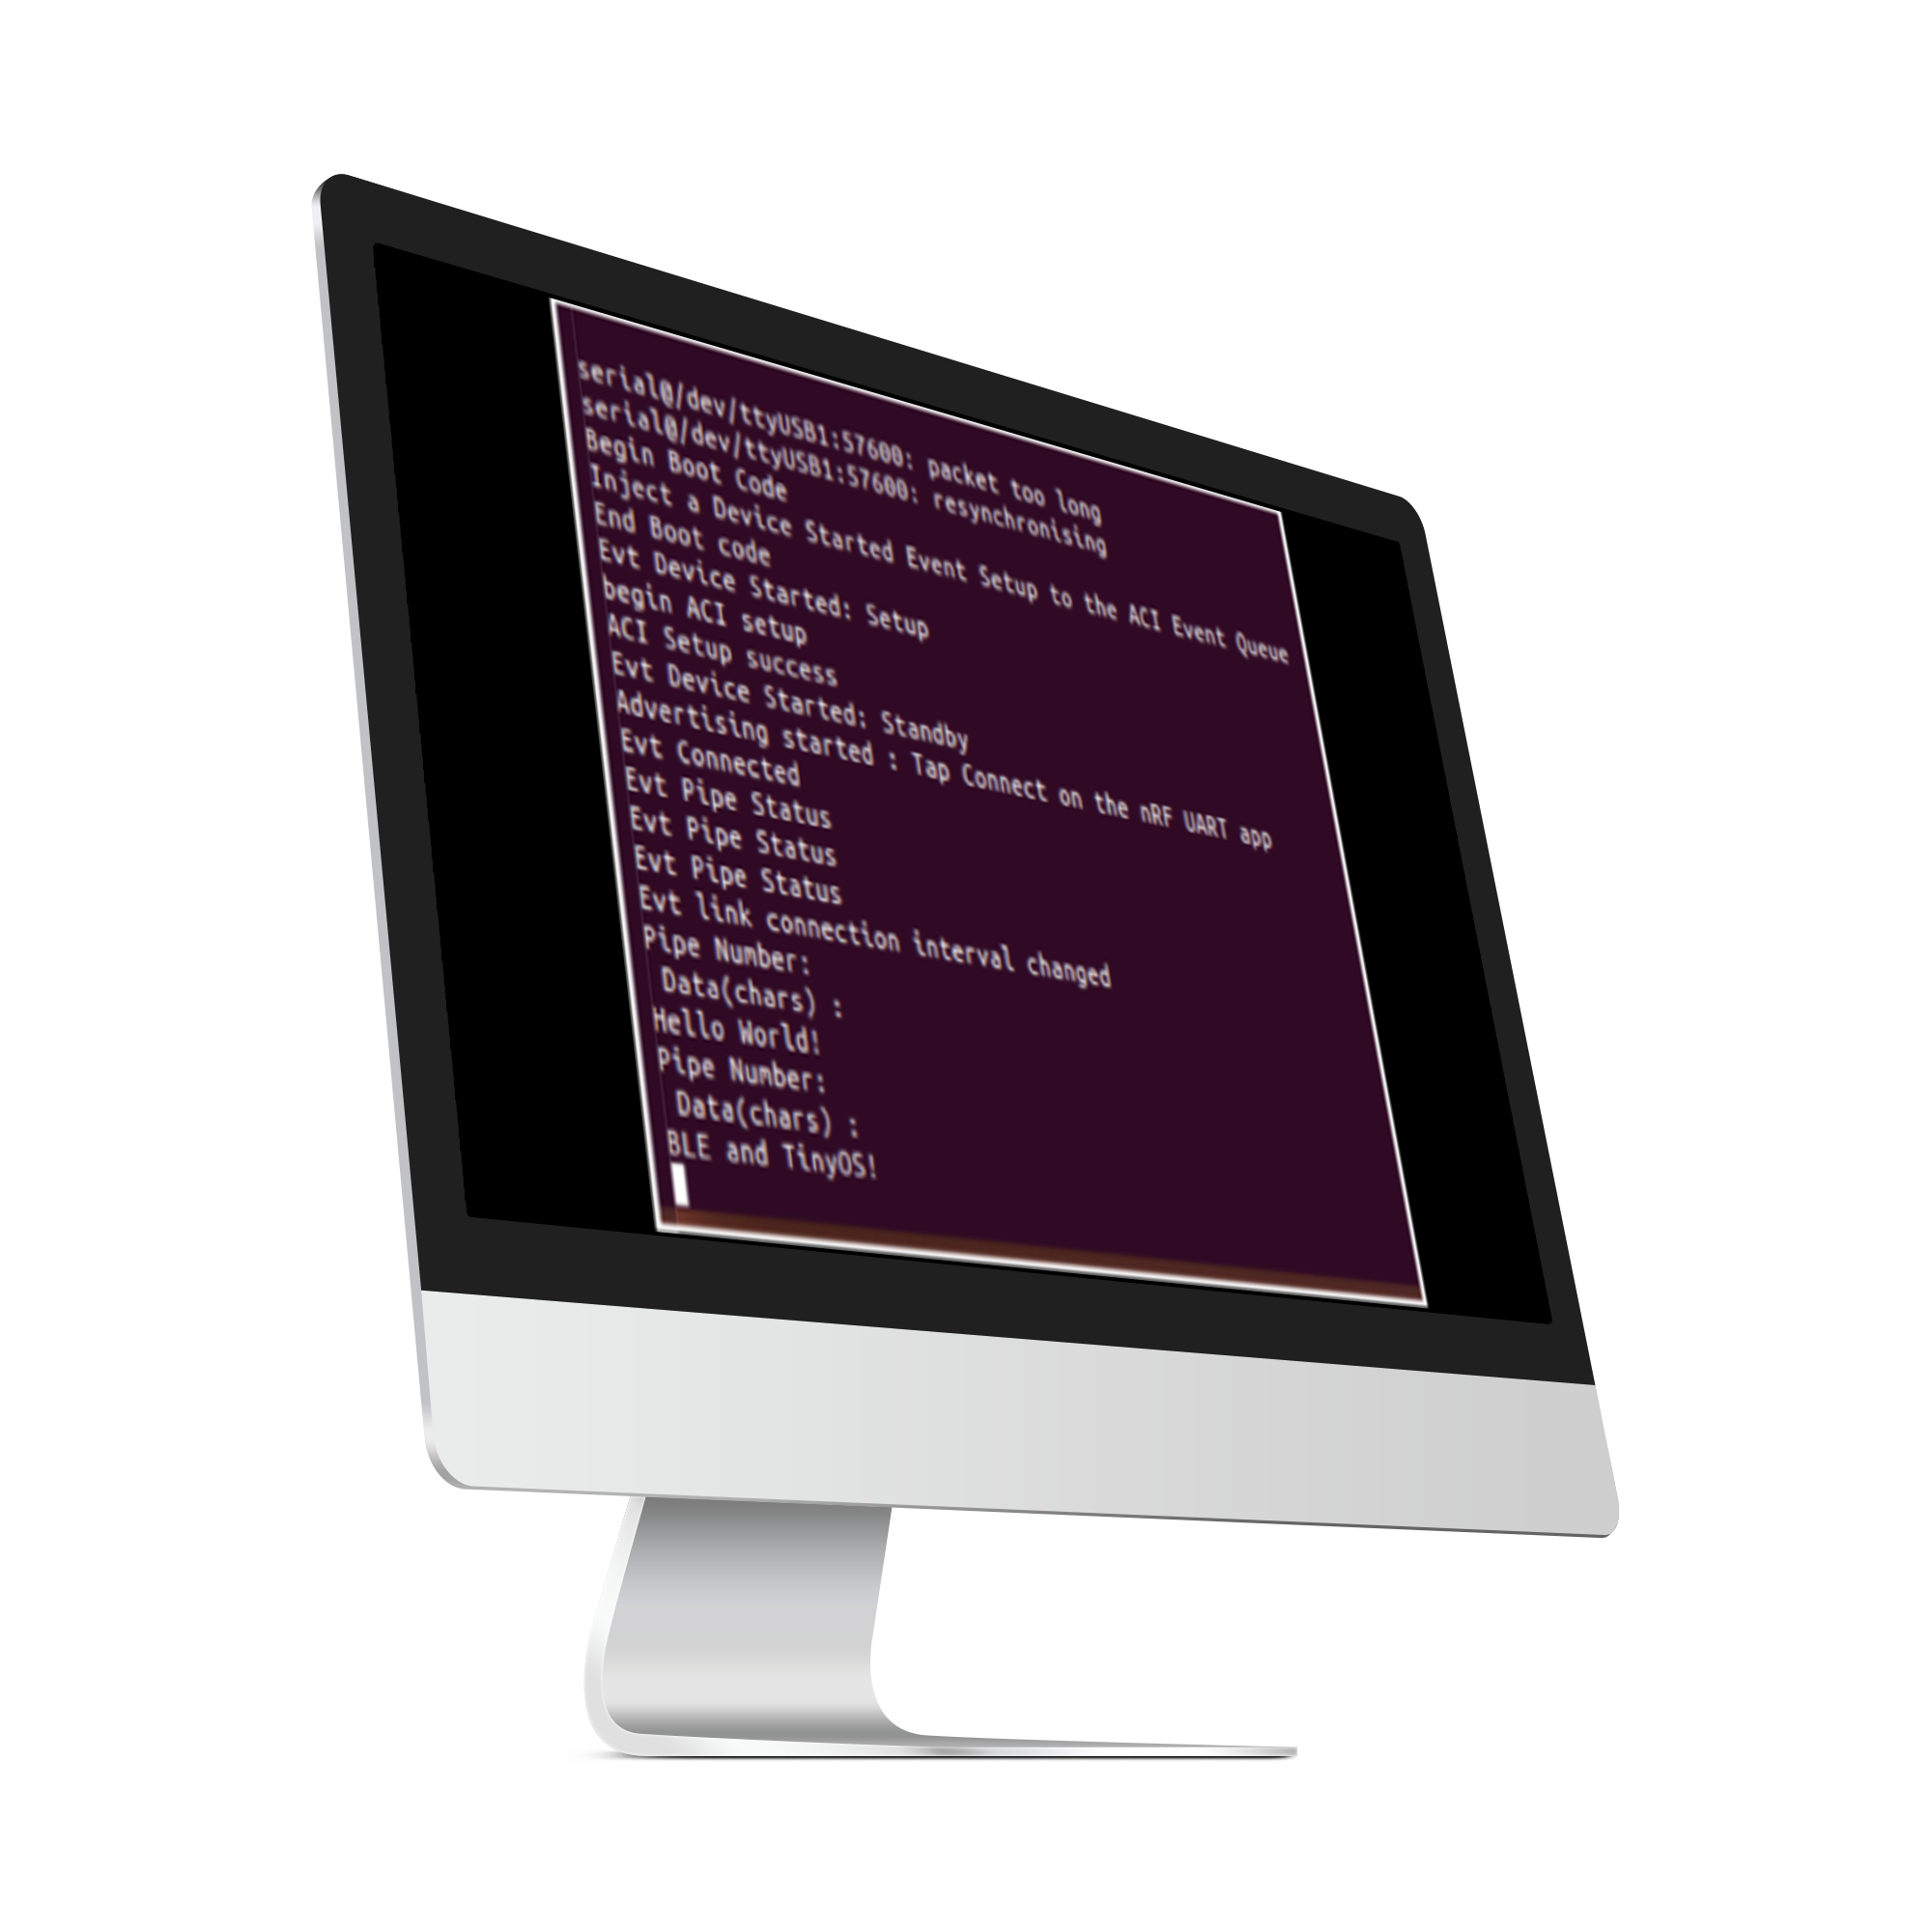 serial@/dev/ttyUSB1:57600: packet too long
serial@/dev/ttyUSB1:57600: resynchronising
Begin Boot Code
Inject a Device Started Event Setup to the ACI Event Queue
End Boot code
Evt Device Started: Setup
begin ACI setup
ACI Setup success
Evt Device Started: Standby
Advertising started : Tap Connect on the nRF UART app
Evt Connected
Evt Pipe Status
Evt Pipe Status
Evt Pipe Status
Evt link connection interval changed
Pipe Number:
 Data(chars) :
Hello World!
Pipe Number:
 Data(chars) :
BLE and TinyOS!